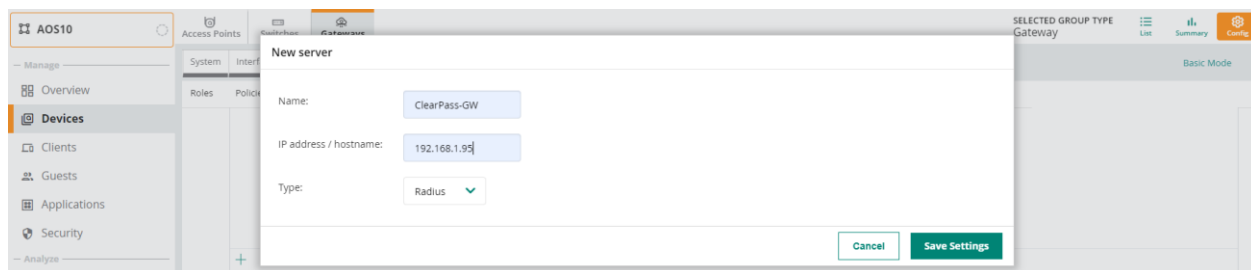 AOS10
Access Points
Switches
Gateways
SELECTED GROUP TYPE
Gateway
List
Summary
Config
Manage
System
Interf
Basic Mode
Overview
Roles
Policie
Devices
Clients
Guests
Applications
Security
Analyze
New server
Name:
ClearPass-GW
IP address / hostname:
192.168.1.95
Type:
Radius
Cancel
Save Settings